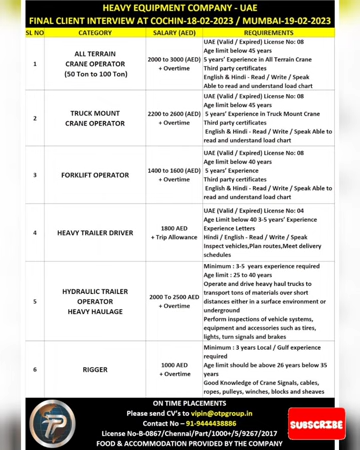 HEAVY EQUIPMENT COMPANY - UAE
FINAL CLIENT INTERVIEW AT COCHIN-18-02-2023 / MUMBAI-19-02-2023
SL NO CATEGORY SALARY (AED) REQUIREMENTS
1
ALL TERRAIN
CRANE OPERATOR
(50 Ton to 100 Ton)
2000 to 3000 (AED)
+ Overtime
UAE (Valid / Expired) License No: 08
Age limit below 45 years
5 years' Experience in All Terrain Crane
Third party certificates
English & Hindi - Read / Write / Speak
Able to read and understand load chart
2
TRUCK MOUNT
CRANE OPERATOR
2200 to 2600 (AED)
+ Overtime
UAE (Valid / Expired) License No: 08
Age limit below 45 years
5 years' Experience in Truck Mount Crane
Third party certificates
English & Hindi - Read / Write / Speak Able to
read and understand load chart
3
FORKLIFT OPERATOR
1400 to 1600 (AED)
+ Overtime
UAE (Valid / Expired) License No: 08
Age limit below 40 years
5 years' Experience
Third party certificates
English & Hindi - Read / Write / Speak Able to
read and understand load chart
4
HEAVY TRAILER DRIVER
1800 AED
+ Trip Allowance
UAE (Valid / Expired) License No: 04
Age Limit below 40 3-5 years' Experience
Experience Letters
Hindi / English - Read / Write / Speak
Inspect vehicles,Plan routes,Meet delivery
schedules
5
HYDRAULIC TRAILER
OPERATOR
HEAVY HAULAGE
2000 To 2500 AED
+ Overtime
Minimum : 3-5 years experience required
Age limit : 25 to 40 years
Operate and drive heavy haul trucks to
transport tons of materials over short
distances either in a surface environment or
underground
Perform inspections of vehicle systems,
equipment and accessories such as tires,
lights, turn signals and brakes
6
RIGGER
1000 AED
+ Overtime
Minimum : 3 years Local / Gulf experience
required
Age limit should be above 26 years below 35
years
Good Knowledge of Crane Signals, cables,
ropes, pulleys, winches, blocks and sheaves
ON TIME PLACEMENTS
Please send CV's to vipin@otpgroup.in
Contact No – 91-9444438886
License No-B-0867/Chennai/Part/1000+/5/9267/2017
FOOD & ACCOMMODATION PROVIDED BY THE COMPANY
SUBSCRIBE